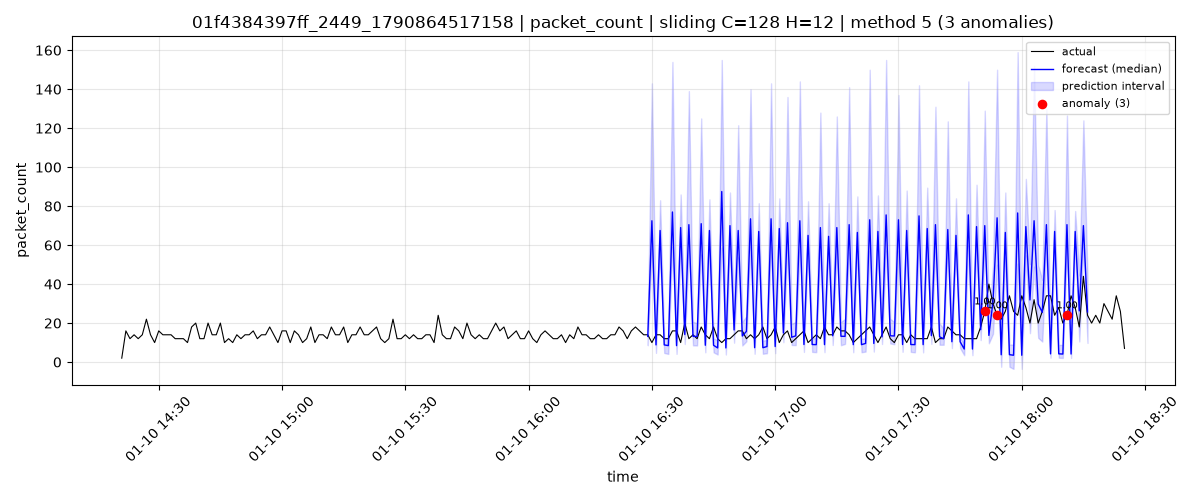 01f4384397ff_2449_1790864517158 | packet_count | sliding C=128 H=12 | method 5 (3 anomalies)
actual
forecast (median)
prediction interval
anomaly (3)
packet_count
160
140
120
100
80
60
40
20
0
1.00
1.00
01-10 14:30
01-10 15:00
01-10 15:30
01-10 16:00
01-10 16:30
01-10 17:00
01-10 17:30
01-10 18:00
01-10 18:30
time